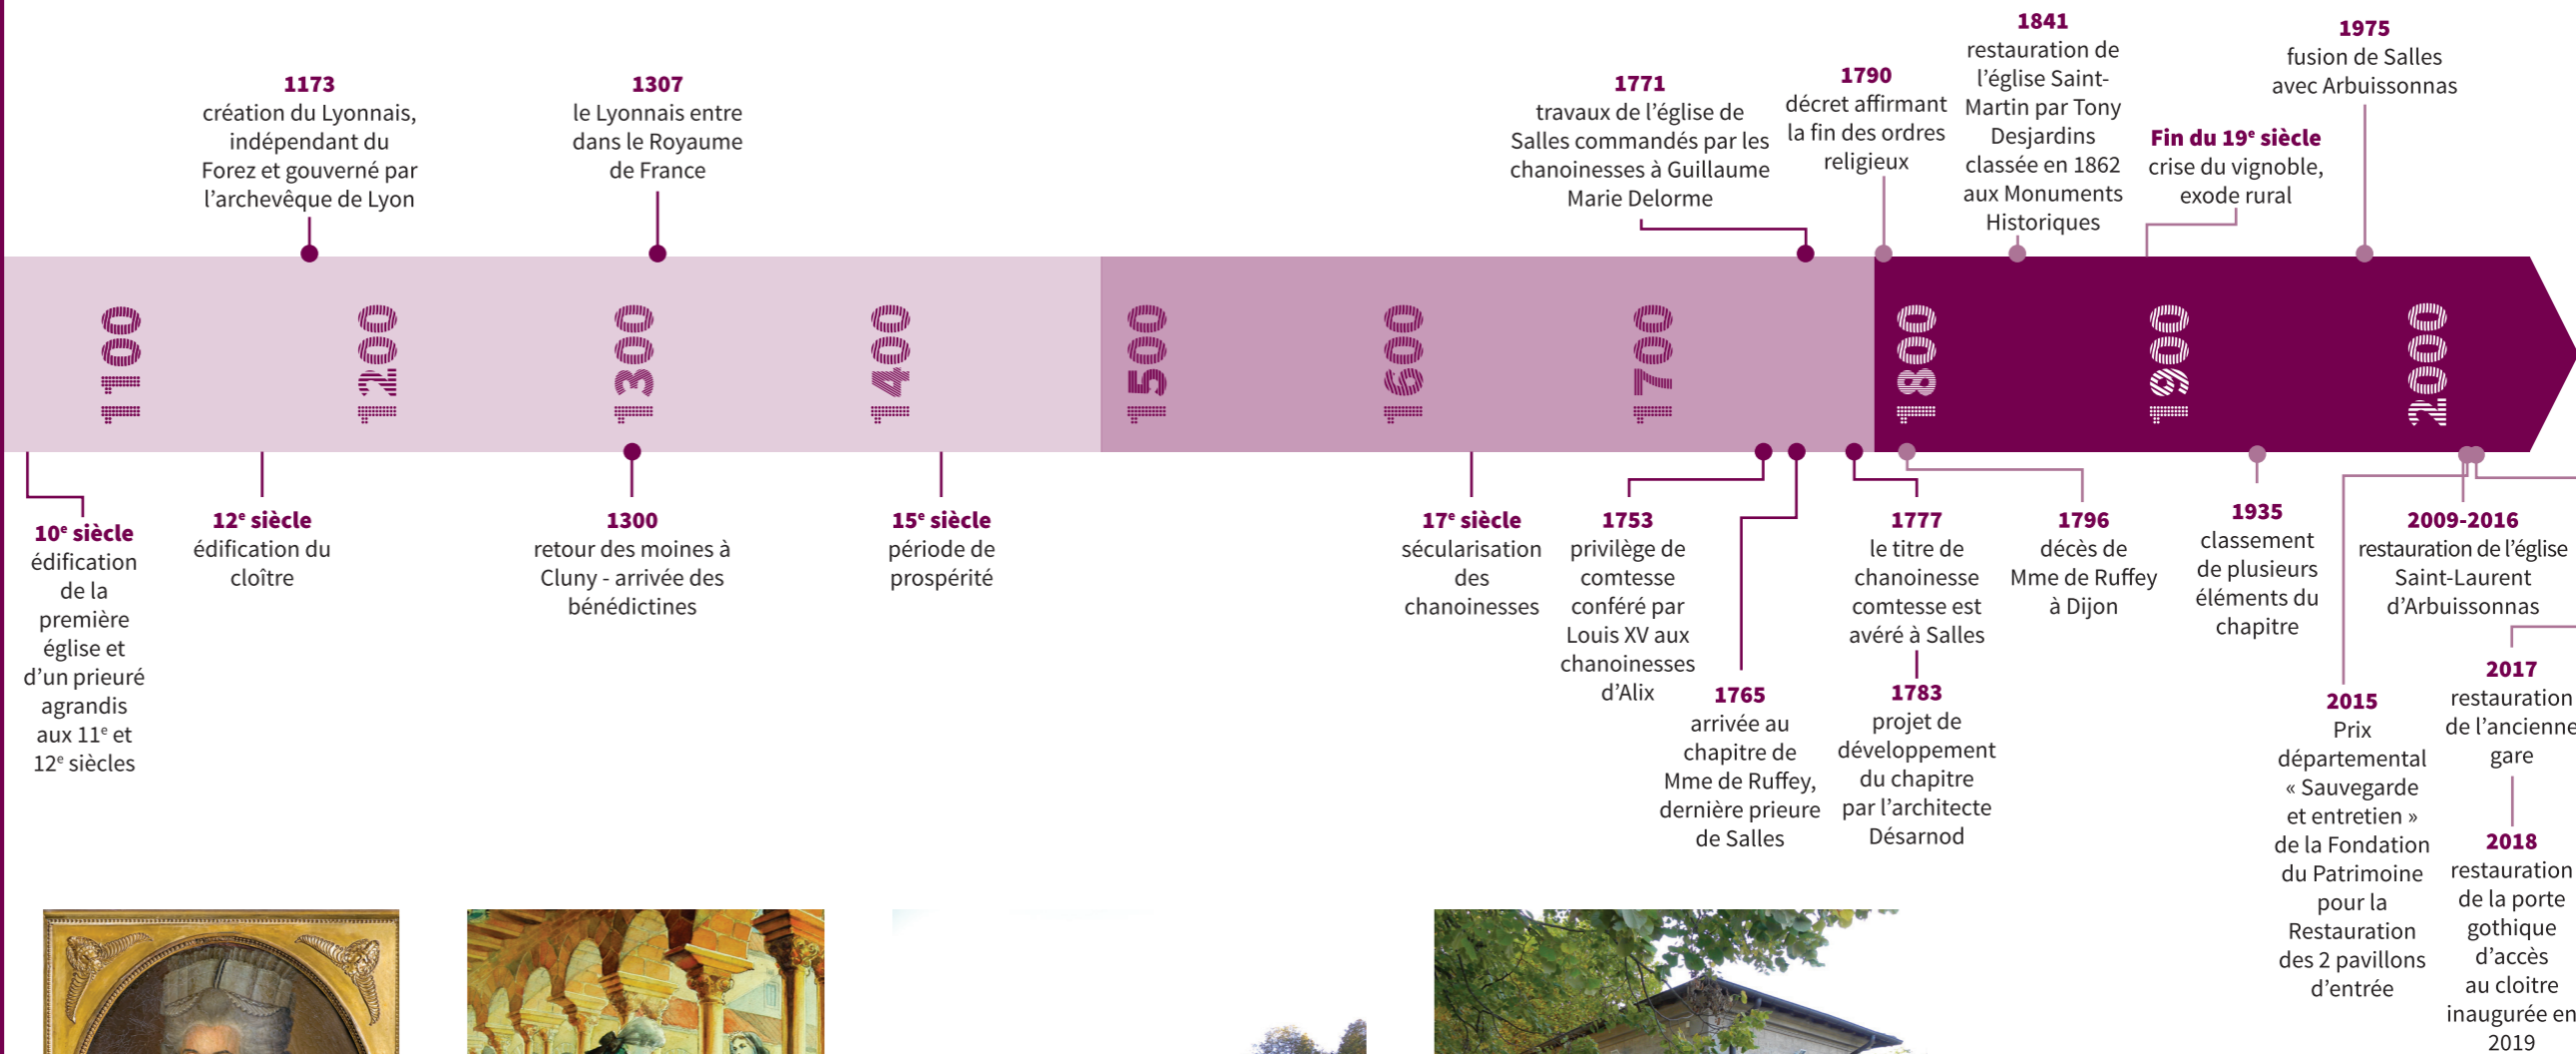 1173
création du Lyonnais,
indépendant du
Forez et gouverné par
l’archevêque de Lyon
1307
le Lyonnais entre
dans le Royaume
de France
1771
travaux de l’église de
Salles commandés par les
chanoinesses à Guillaume
Marie Delorme
1790
décret affirmant
la fin des ordres
religieux
1841
restauration de
l’église Saint-
Martin par Tony
Desjardins
classée en 1862
aux Monuments
Historiques
Fin du 19e siècle
crise du vignoble,
exode rural
1975
fusion de Salles
avec Arbuissonnas
1100
1200
1300
1400
1500
1600
1700
1800
1900
2000
10e siècle
édification
de la
première
église et
d’un prieuré
agrandis
aux 11e et
12e siècles
12e siècle
édification du
cloître
1300
retour des moines à
Cluny - arrivée des
bénédictines
15e siècle
période de
prospérité
17e siècle
sécularisation
des
chanoinesses
1753
privilège de
comtesse
conféré par
Louis XV aux
chanoinesses
d’Alix
1765
arrivée au
chapitre de
Mme de Ruffey,
dernière prieure
de Salles
1777
le titre de
chanoinesse
comtesse est
avéré à Salles
1783
projet de
développement
du chapitre
par l’architecte
Désarnod
1796
décès de
Mme de Ruffey
à Dijon
1935
classement
de plusieurs
éléments du
chapitre
2015
Prix
départemental
« Sauvegarde
et entretien »
de la Fondation
du Patrimoine
pour la
Restauration
des 2 pavillons
d’entrée
2009-2016
restauration de l’église
Saint-Laurent
d’Arbuissonnas
2017
restauration
de l’ancienne
gare
2018
restauration
de la porte
gothique
d’accès
au cloitre
inaugurée en
2019